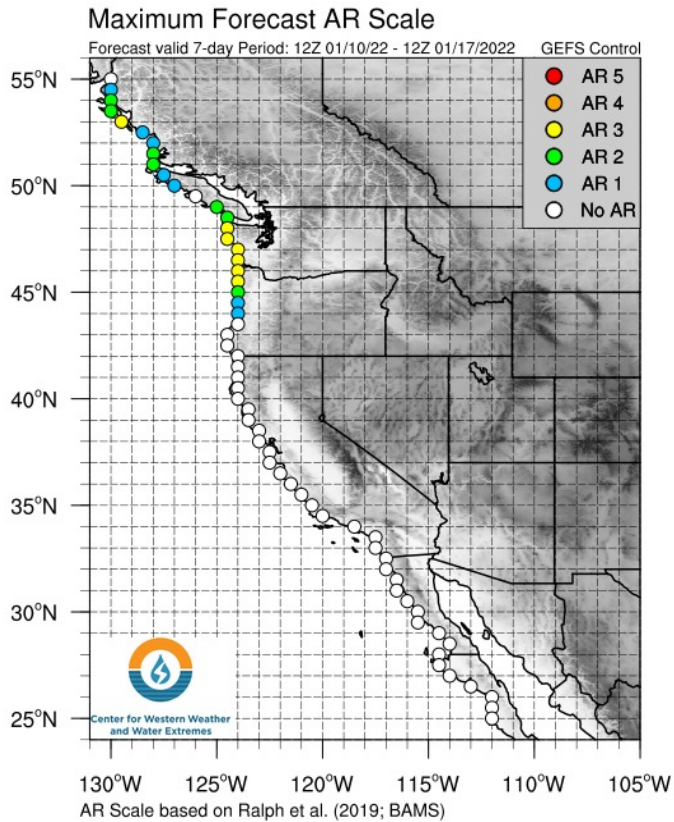 Maximum Forecast AR Scale
Forecast valid 7-day Period: 12Z 01/10/22 - 12Z 01/17/2022 GEFS Control
AR 5
AR 4
AR 3
AR 2
AR 1
No AR
55°N
50°N
45°N
40°N
35°N
30°N
25°N
Center for Western Weather
and Water Extremes
130°W 125°W 120°W 115°W 110°W 105°W
AR Scale based on Ralph et al. (2019; BAMS)